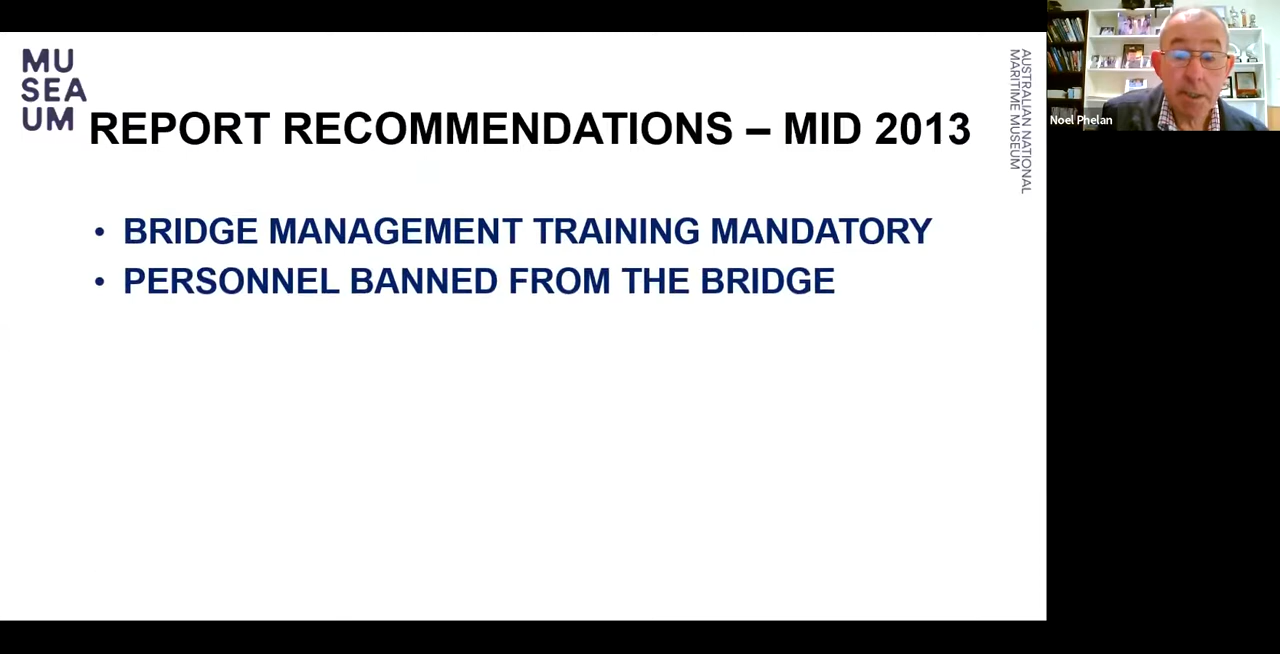 MU
SEA
UM
REPORT RECOMMENDATIONS – MID 2013
AUSTRALIAN NATIONAL
MARITIME MUSEUM
• BRIDGE MANAGEMENT TRAINING MANDATORY
• PERSONNEL BANNED FROM THE BRIDGE
Noel Phelan